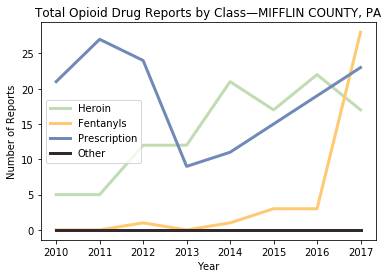 Total Opioid Drug Reports by Class—MIFFLIN COUNTY, PA
Number of Reports
25
20
15
10
5
0
Heroin
Fentanyls
Prescription
Other
2010 2011 2012 2013 2014 2015 2016 2017
Year